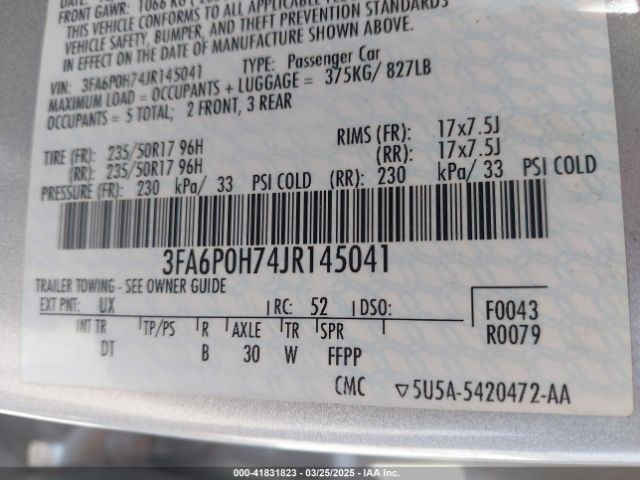 FRONT GAWR: 1066 KG
THIS VEHICLE CONFORMS TO ALL APPLICABLE
VEHICLE SAFETY, BUMPER, AND THEFT PREVENTION STANDARDS
IN EFFECT ON THE DATE OF MANUFACTURE SHOWN ABOVE.
VIN: 3FA6P0H74JR145041 TYPE: Passenger Car
MAXIMUM LOAD = OCCUPANTS + LUGGAGE = 375KG/ 827LB
OCCUPANTS = 5 TOTAL; 2 FRONT, 3 REAR
TIRE (FR): 235/50R17 96H RIMS (FR): 17x7.5J
(RR): 235/50R17 96H (RR): 17x7.5J
PRESSURE (FR): 230 kPa/ 33 PSI COLD (RR): 230 kPa/ 33 PSI COLD
3FA6P0H74JR145041
TRAILER TOWING - SEE OWNER GUIDE
EXT PNT: UX RC: 52 DSO: F0043
INT TR TP/PS R AXLE TR SPR R0079
DT B 30 W FFPP
CMC ▽5U5A-5420472-AA
000-41831823 — 03/25/2025 — IAA Inc.